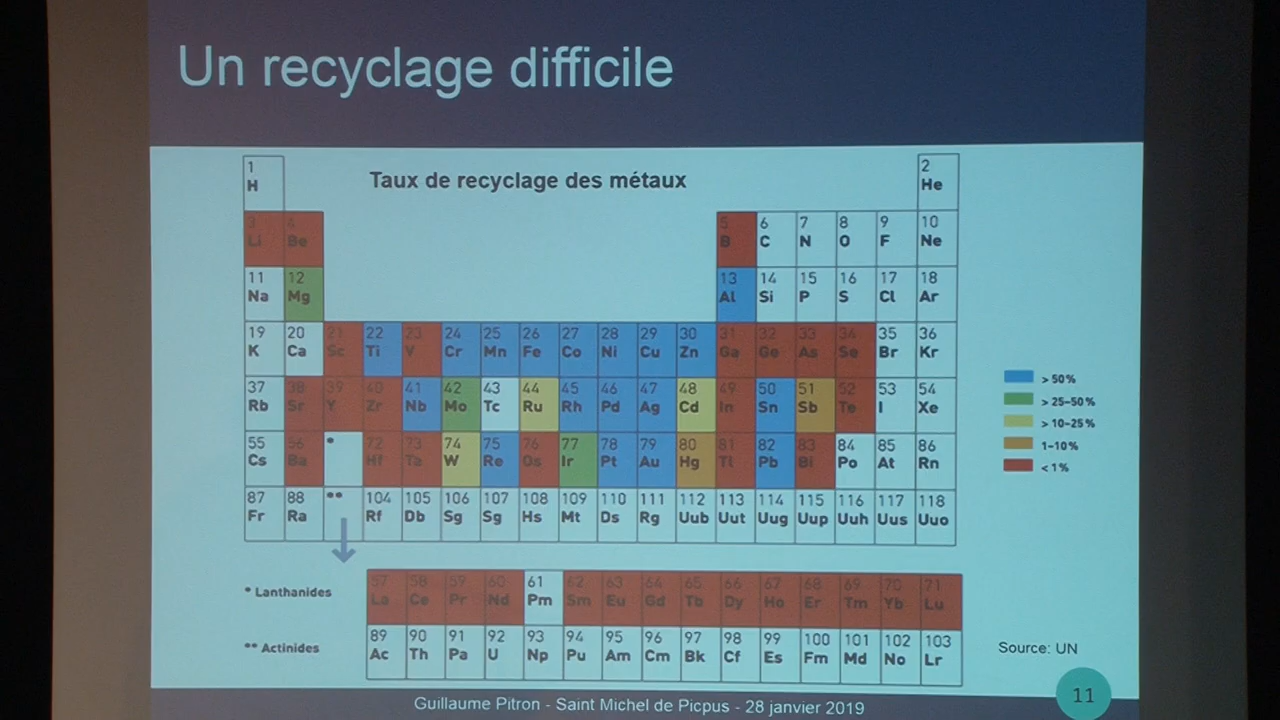 Un recyclage difficile
Taux de recyclage des métaux
1 2
H He
3 4 5 6 7 8 9 10
Li Be B C N O F Ne
11 12 13 14 15 16 17 18
Na Mg Al Si P S Cl Ar
19 20 21 22 23 24 25 26 27 28 29 30 31 32 33 34 35 36
K Ca Sc Ti V Cr Mn Fe Co Ni Cu Zn Ga Ge As Se Br Kr
37 38 39 40 41 42 43 44 45 46 47 48 49 50 51 52 53 54
Rb Sr Y Zr Nb Mo Tc Ru Rh Pd Ag Cd In Sn Sb Te I Xe
55 56 * 72 73 74 75 76 77 78 79 80 81 82 83 84 85 86
Cs Ba Hf Ta W Re Os Ir Pt Au Hg Tl Pb Bi Po At Rn
87 88 ** 104 105 106 107 108 109 110 111 112 113 114 115 116 117 118
Fr Ra Rf Db Sg Sg Hs Mt Ds Rg Uub Uut Uug Uup Uuh Uus Uuo
> 50%
> 25–50%
> 10–25%
1–10%
< 1%
* Lanthanides
57 58 59 60 61 62 63 64 65 66 67 68 69 70 71
La Ce Pr Nd Pm Sm Eu Gd Tb Dy Ho Er Tm Yb Lu
** Actinides
89 90 91 92 93 94 95 96 97 98 99 100 101 102 103
Ac Th Pa U Np Pu Am Cm Bk Cf Es Fm Md No Lr
Source: UN
Guillaume Pitron - Saint Michel de Picpus - 28 janvier 2019
11